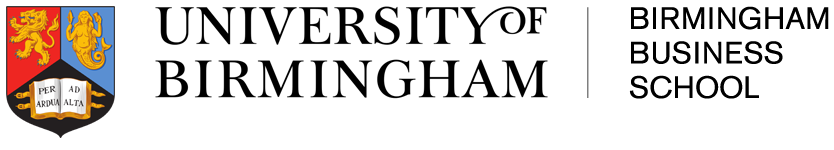 PER AD
ARDUA ALTA
UNIVERSITY OF
BIRMINGHAM
BIRMINGHAM
BUSINESS
SCHOOL